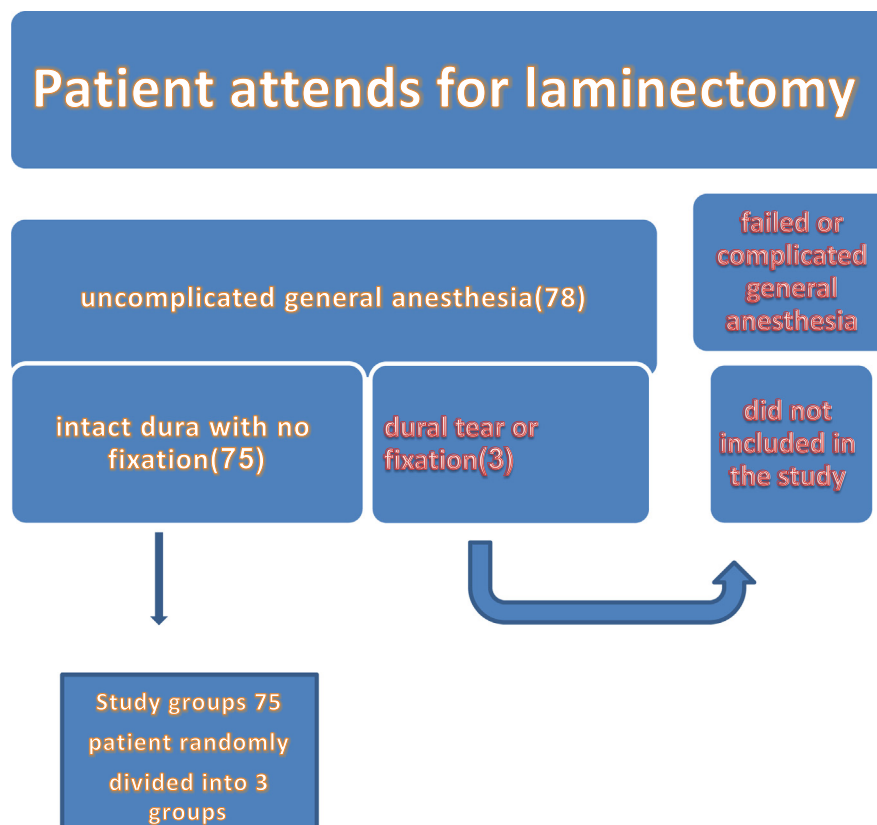 Patient attends for laminectomy
uncomplicated general anesthesia(78)
failed or
complicated
general
anesthesia
intact dura with no
fixation(75)
dural tear or
fixation(3)
did not
included in
the study
Study groups 75
patient randomly
divided into 3
groups